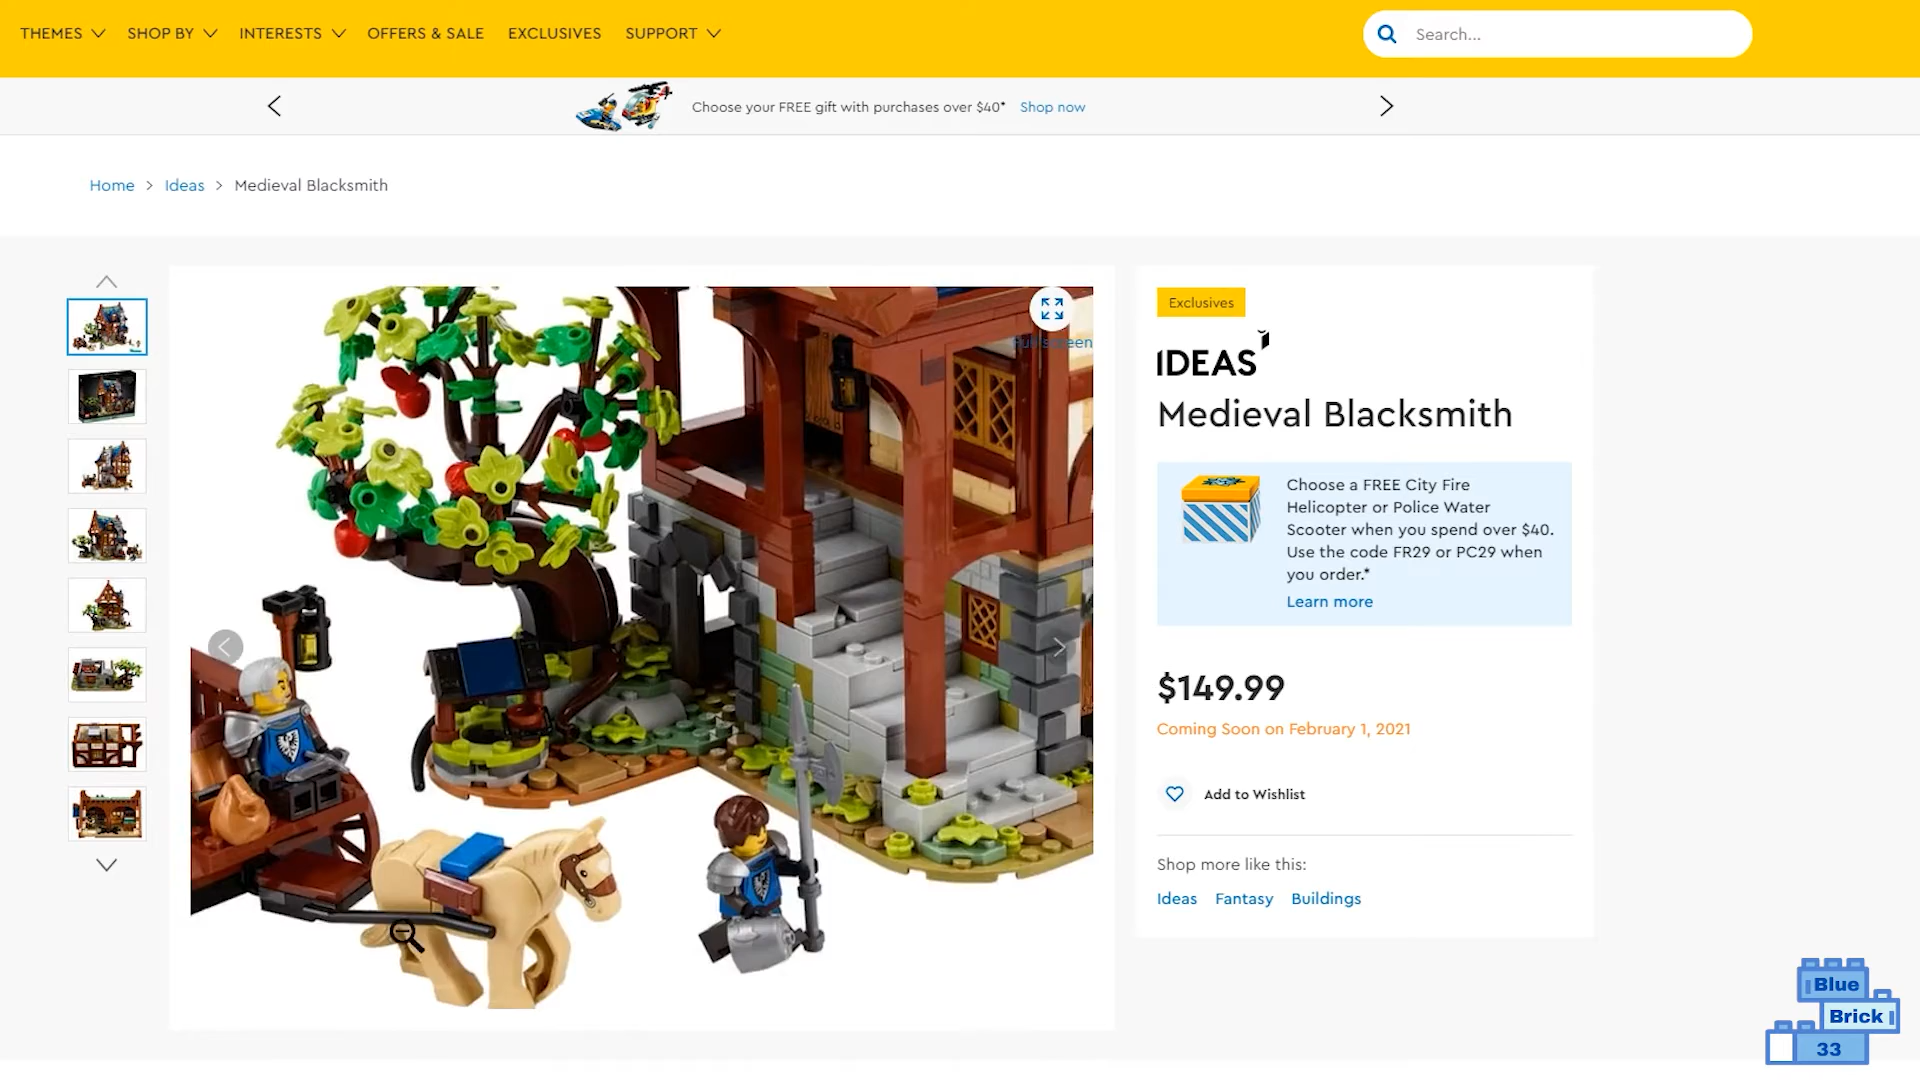 THEMES SHOP BY INTERESTS OFFERS & SALE EXCLUSIVES SUPPORT
Search...
Choose your FREE gift with purchases over $40* Shop now
Home > Ideas > Medieval Blacksmith
Full screen
Exclusives
IDEAS
Medieval Blacksmith
Choose a FREE City Fire
Helicopter or Police Water
Scooter when you spend over $40.
Use the code FR29 or PC29 when
you order.*
Learn more
$149.99
Coming Soon on February 1, 2021
Add to Wishlist
Shop more like this:
Ideas Fantasy Buildings
Blue
Brick
33